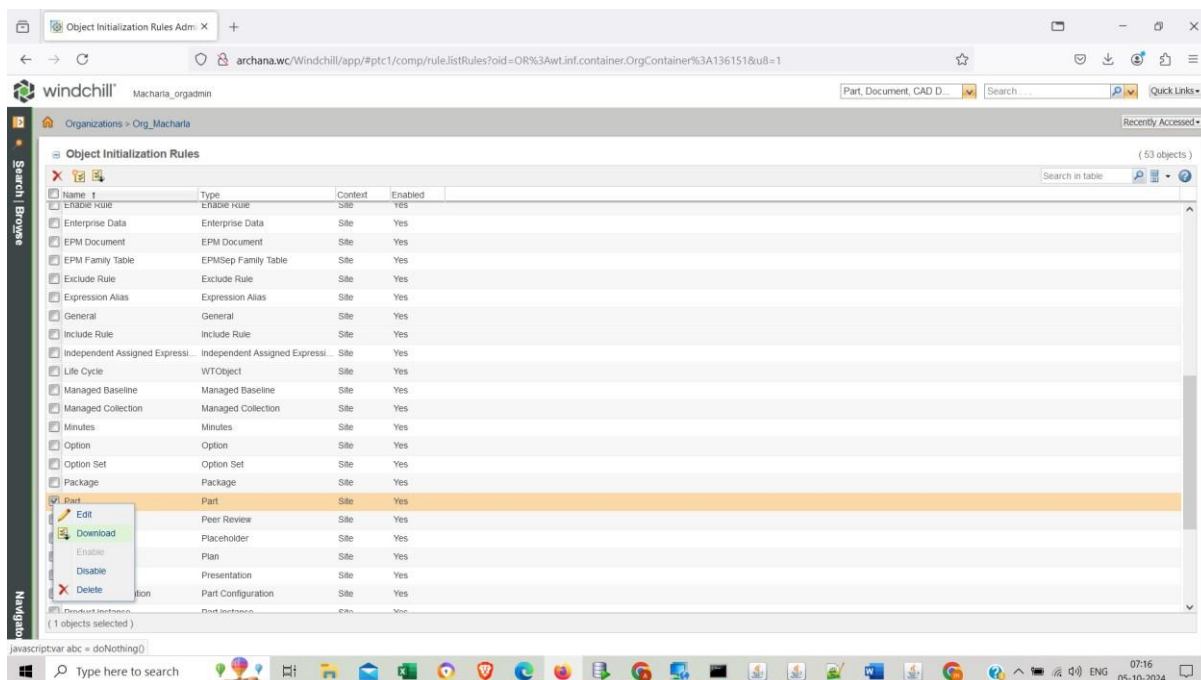 Object Initialization Rules Admi
archana.wc/Windchill/app/#ptc1/comp/rule.listRules?oid=OR%3Awt.inf.container.OrgContainer%3A136151&u8=1
windchill Macharla_orgadmin Part, Document, CAD D... Search . . . Quick Links
Organizations > Org_Macharla Recently Accessed
Search | Browse
Object Initialization Rules ( 53 objects )
Search in table
Name Type Context Enabled
Enable Rule Enable Rule Site Yes
Enterprise Data Enterprise Data Site Yes
EPM Document EPM Document Site Yes
EPM Family Table EPMSep Family Table Site Yes
Exclude Rule Exclude Rule Site Yes
Expression Alias Expression Alias Site Yes
General General Site Yes
Include Rule Include Rule Site Yes
Independent Assigned Expressi... Independent Assigned Expressi... Site Yes
Life Cycle WTObject Site Yes
Managed Baseline Managed Baseline Site Yes
Managed Collection Managed Collection Site Yes
Minutes Minutes Site Yes
Option Option Site Yes
Option Set Option Set Site Yes
Package Package Site Yes
Part Part Site Yes
Edit
Peer Review Site Yes
Download
Placeholder Site Yes
Enable
Plan Site Yes
Disable
Presentation Site Yes
Delete
tion Part Configuration Site Yes
Product Instance Part Instance Site Yes
Navigator
( 1 objects selected )
javascript:var abc = doNothing()
Type here to search ENG 07:16
05-10-2024